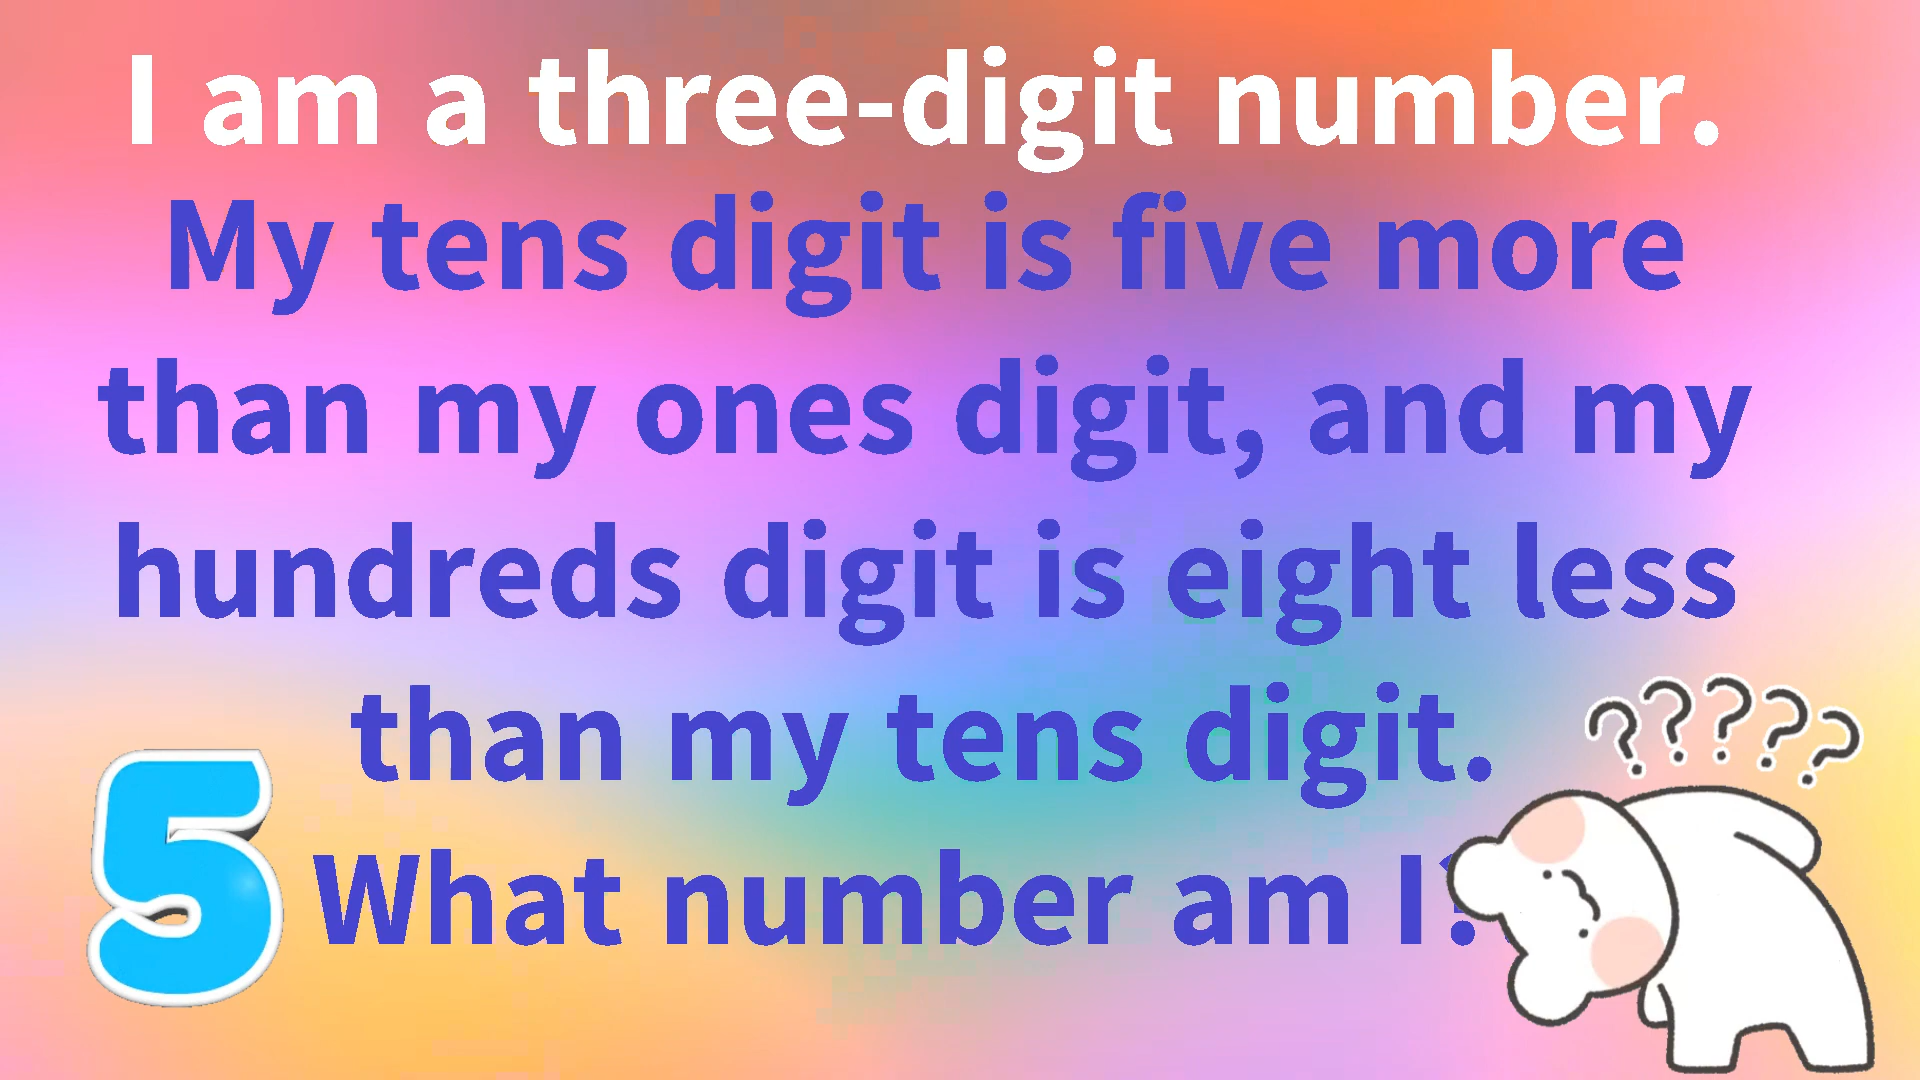 I am a three-digit number.
My tens digit is five more
than my ones digit, and my
hundreds digit is eight less
than my tens digit.
What number am I?
5
?????